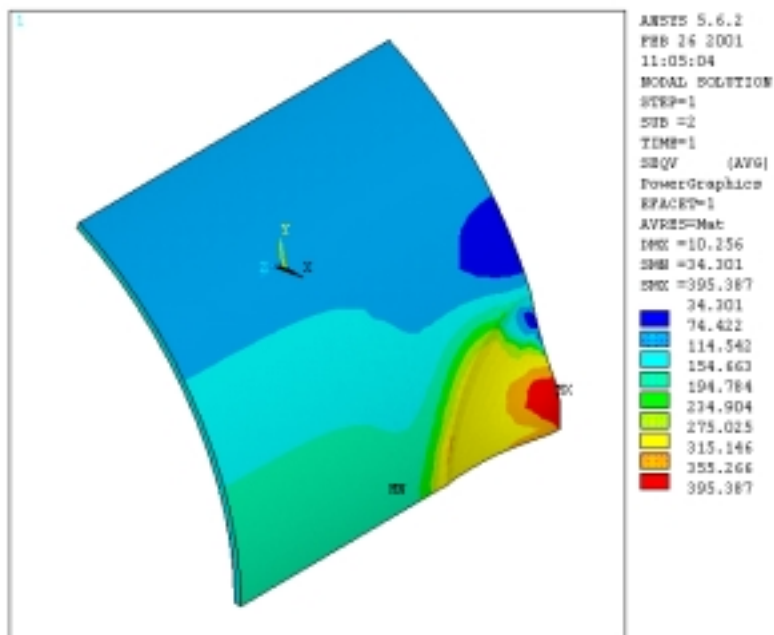 1
ANSYS 5.6.2
FEB 26 2001
11:05:04
NODAL SOLUTION
STEP=1
SUB =2
TIME=1
SEQV (AVG)
PowerGraphics
EFACET=1
AVRES=Mat
DMX =10.256
SMN =34.301
SMX =395.387
34.301
74.422
114.542
154.663
194.784
234.904
275.025
315.146
355.266
395.387
Y
Z X
MX
MN